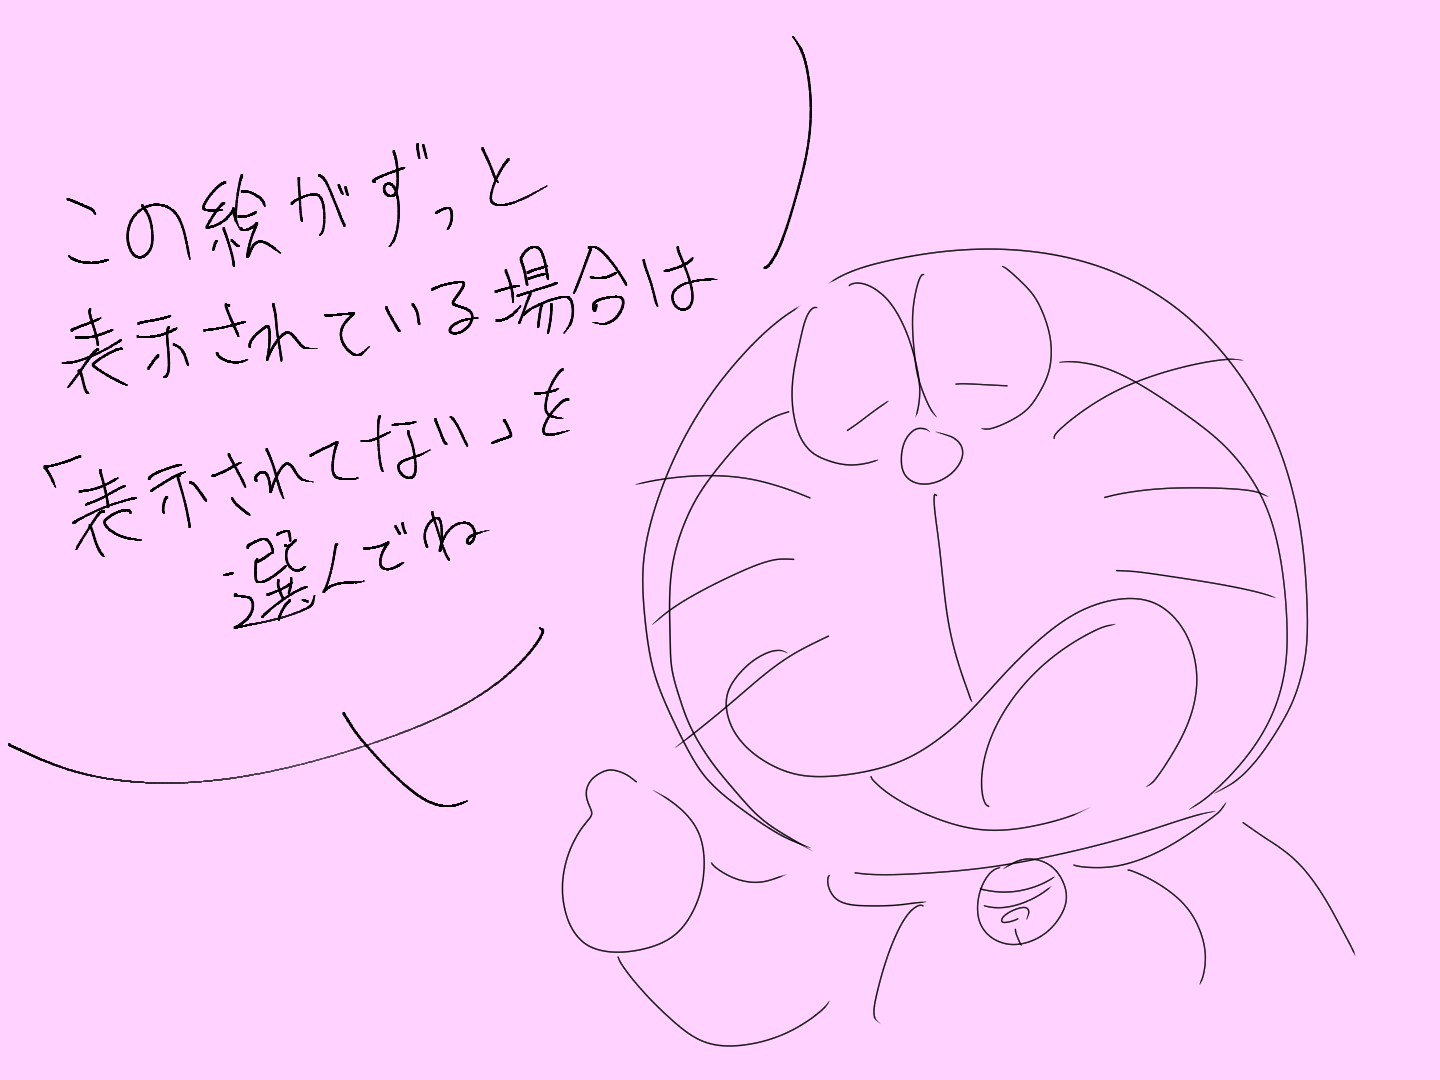 この絵がずっと
表示されている場合は
「表示されてない」を
選んでね